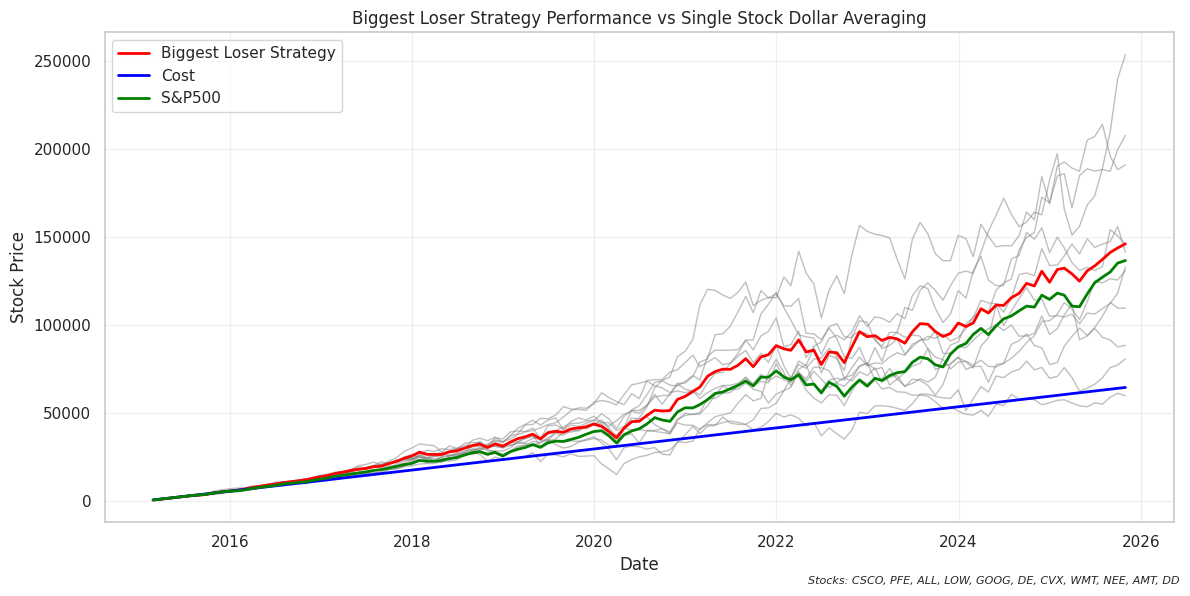 Biggest Loser Strategy Performance vs Single Stock Dollar Averaging
Biggest Loser Strategy
Cost
S&P500
Stock Price
250000
200000
150000
100000
50000
0
2016
2018
2020
2022
2024
2026
Date
Stocks: CSCO, PFE, ALL, LOW, GOOG, DE, CVX, WMT, NEE, AMT, DD